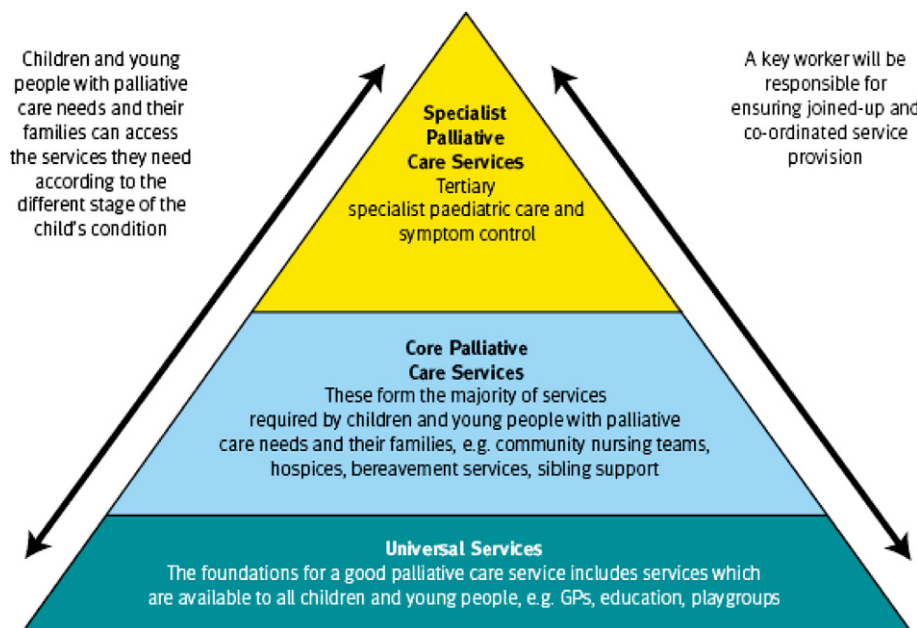 Children and young
people with palliative
care needs and their
families can access
the services they need
according to the
different stage of the
child's condition
A key worker will be
responsible for
ensuring joined-up and
co-ordinated service
provision
Specialist
Palliative
Care Services
Tertiary
specialist paediatric care and
symptom control
Core Palliative
Care Services
These form the majority of services
required by children and young people with palliative
care needs and their families, e.g. community nursing teams,
hospices, bereavement services, sibling support
Universal Services
The foundations for a good palliative care service includes services which
are available to all children and young people, e.g. GPs, education, playgroups